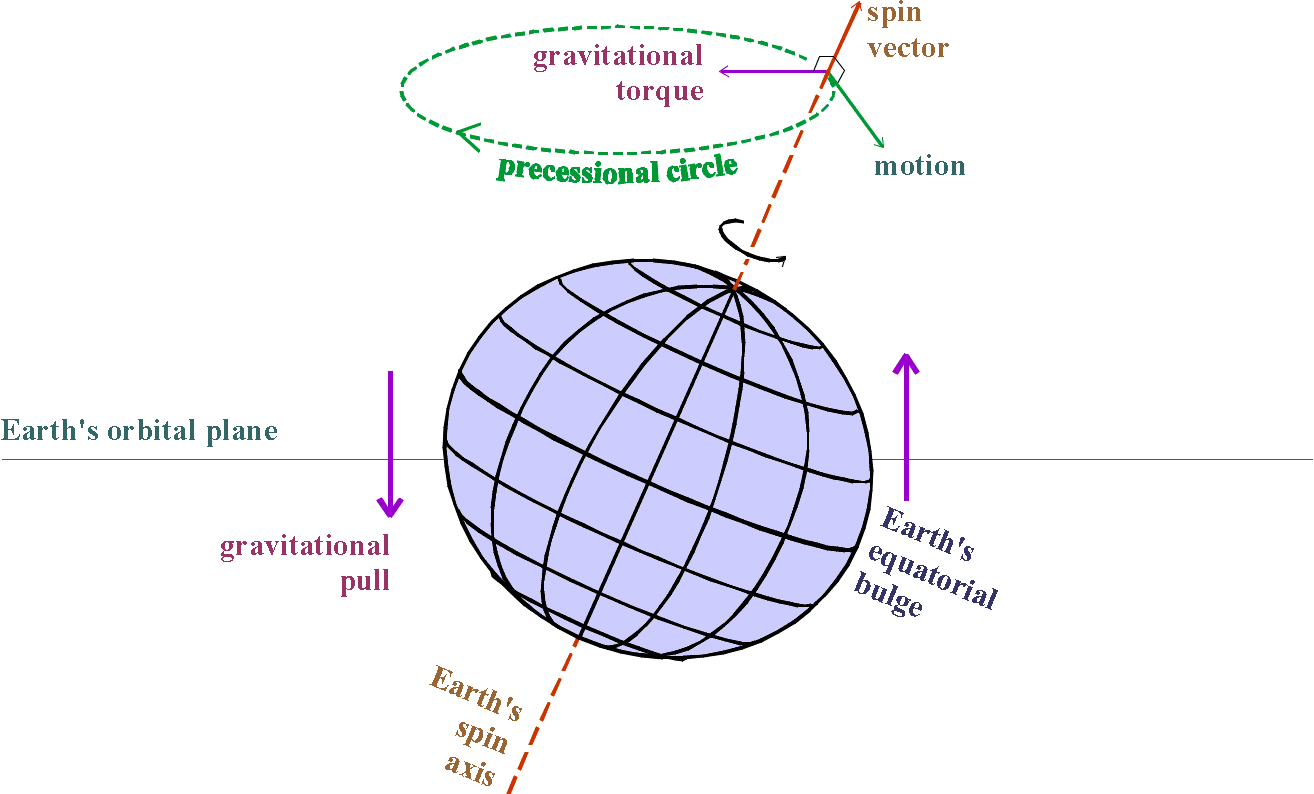 spin
vector
gravitational
torque
motion
precessional circle
Earth's orbital plane
gravitational
pull
Earth's
equatorial
bulge
Earth's
spin
axis